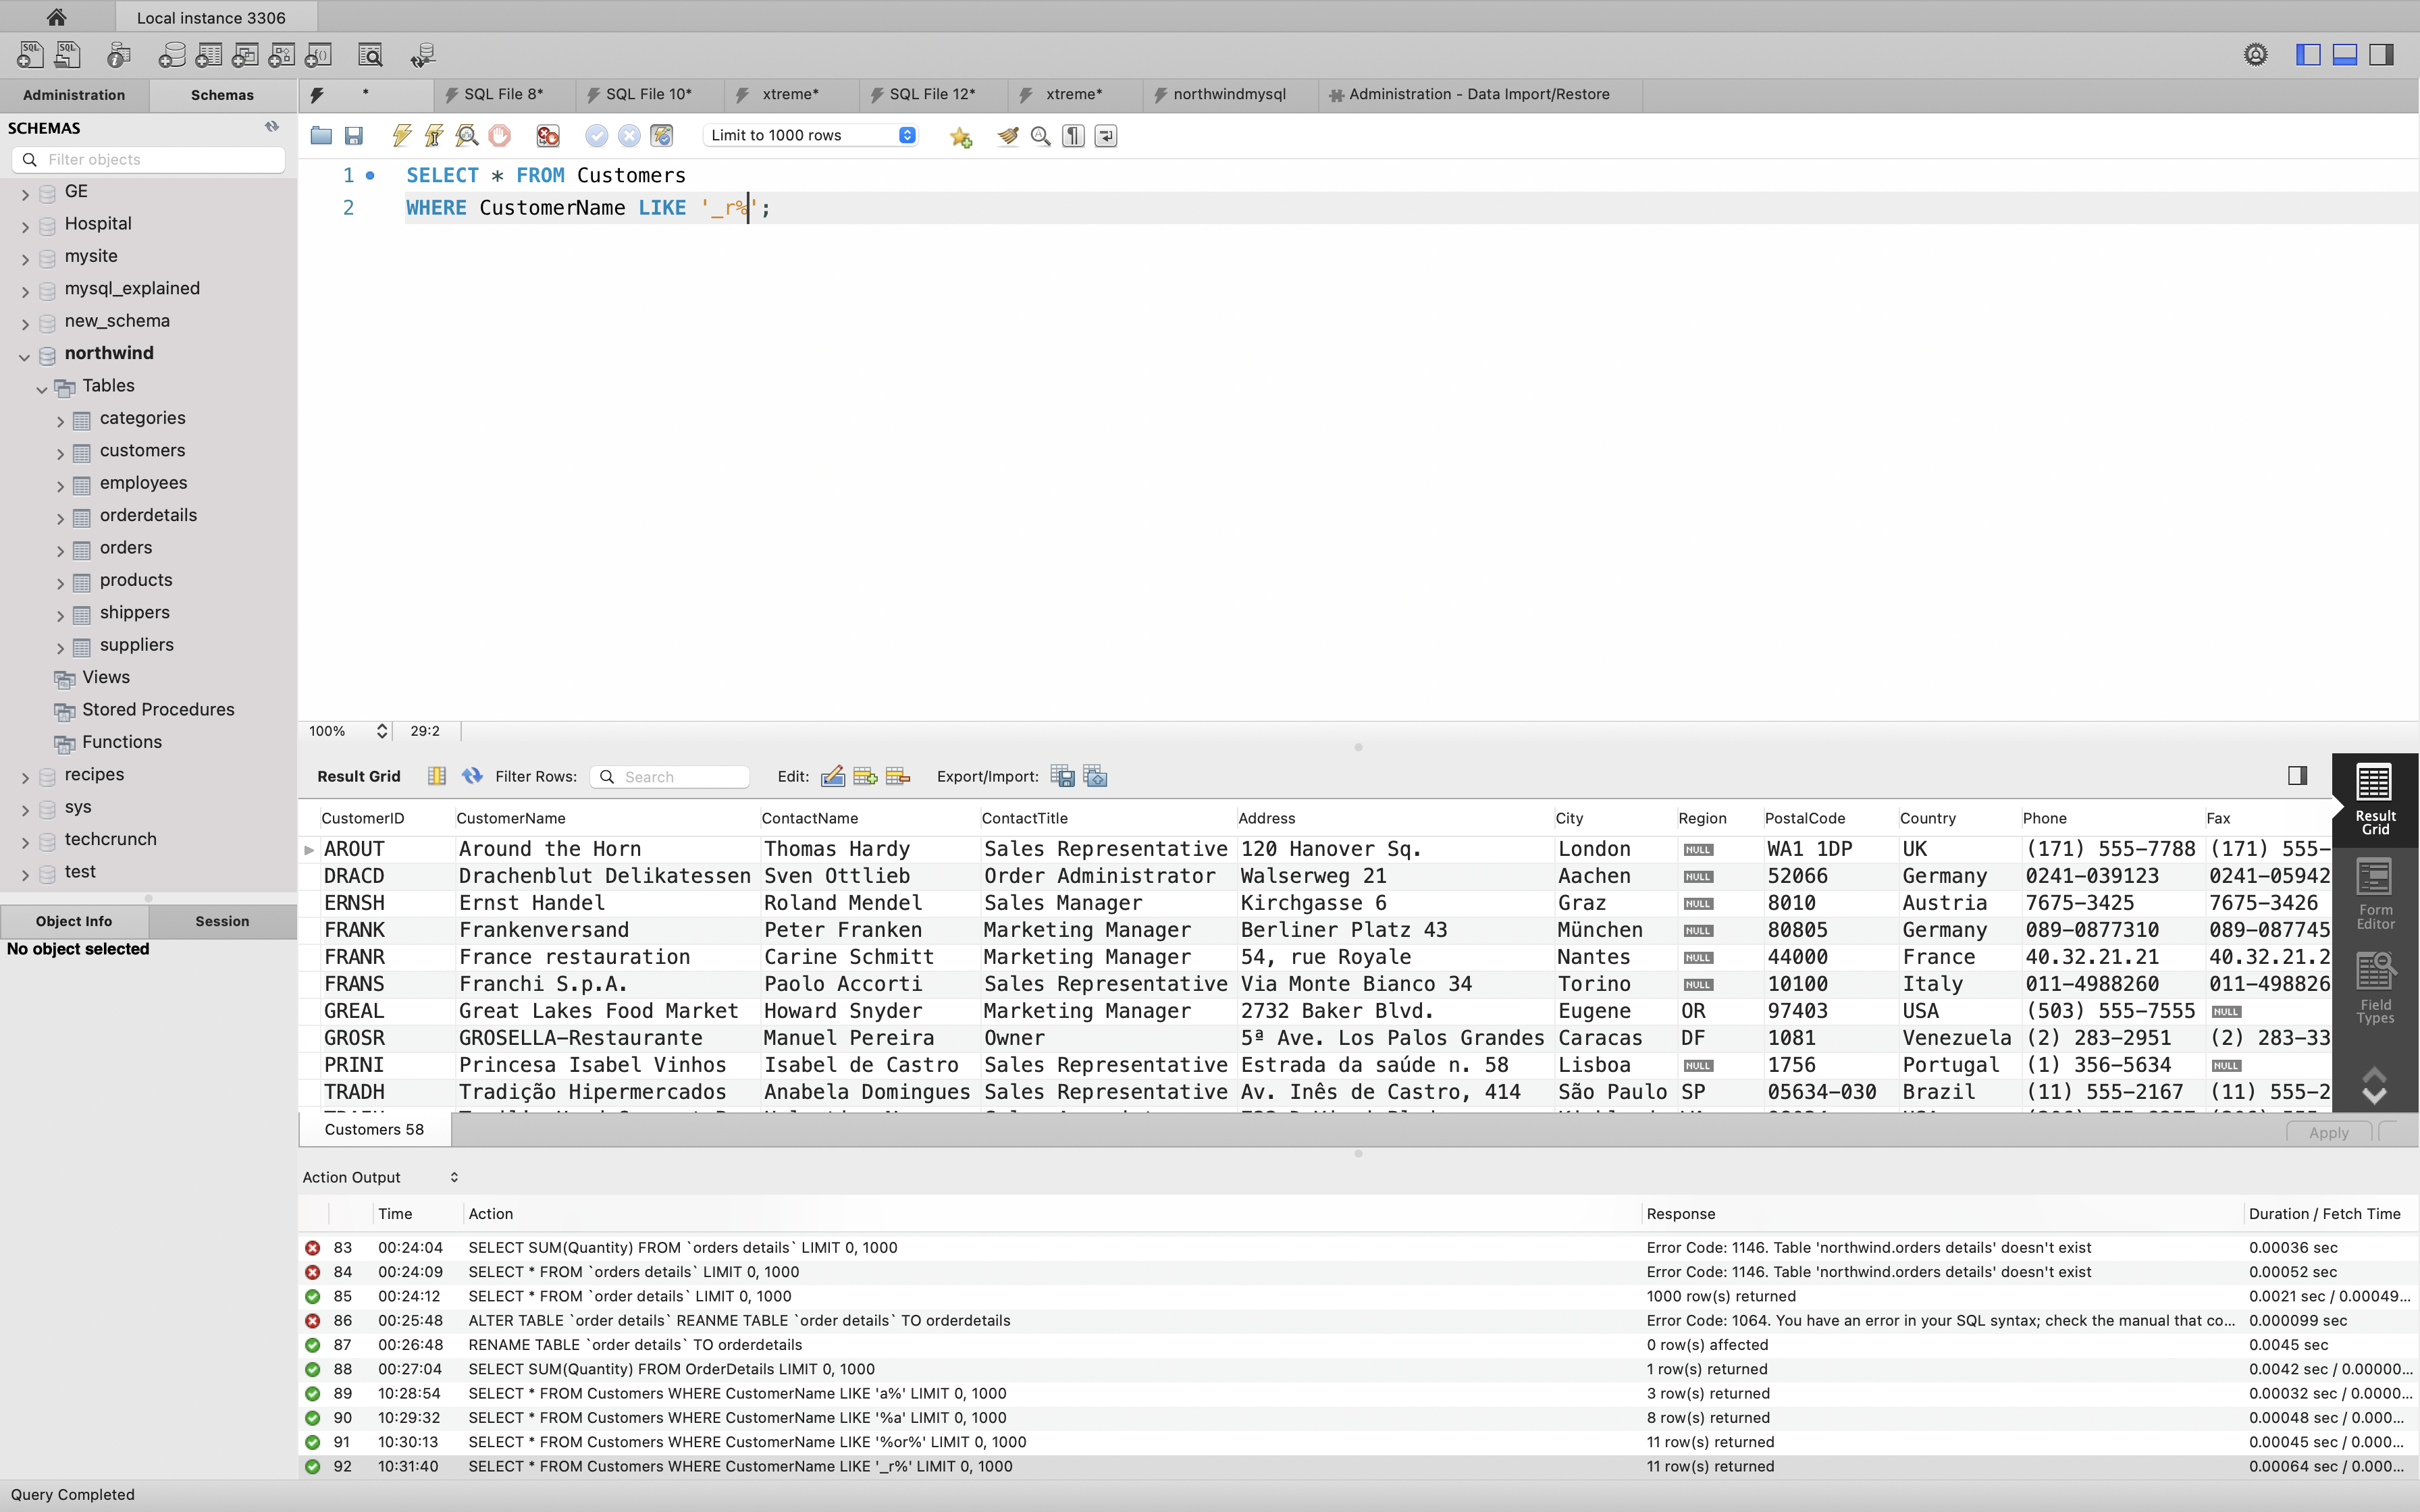 Local instance 3306
Administration
Schemas
* SQL File 8* SQL File 10* xtreme* SQL File 12* xtreme* northwindmysql Administration - Data Import/Restore
SCHEMAS
Filter objects
GE
Hospital
mysite
mysql_explained
new_schema
northwind
Tables
categories
customers
employees
orderdetails
orders
products
shippers
suppliers
Views
Stored Procedures
Functions
recipes
sys
techcrunch
test
Object Info
Session
No object selected
Limit to 1000 rows
1 SELECT * FROM Customers
2 WHERE CustomerName LIKE '_r%';
100% 29:2
Result Grid Filter Rows: Search Edit: Export/Import:
CustomerID CustomerName ContactName ContactTitle Address City Region PostalCode Country Phone Fax
AROUT Around the Horn Thomas Hardy Sales Representative 120 Hanover Sq. London NULL WA1 1DP UK (171) 555-7788 (171) 555-
DRACD Drachenblut Delikatessen Sven Ottlieb Order Administrator Walserweg 21 Aachen NULL 52066 Germany 0241-039123 0241-05942
ERNSH Ernst Handel Roland Mendel Sales Manager Kirchgasse 6 Graz NULL 8010 Austria 7675-3425 7675-3426
FRANK Frankenversand Peter Franken Marketing Manager Berliner Platz 43 München NULL 80805 Germany 089-0877310 089-087745
FRANR France restauration Carine Schmitt Marketing Manager 54, rue Royale Nantes NULL 44000 France 40.32.21.21 40.32.21.2
FRANS Franchi S.p.A. Paolo Accorti Sales Representative Via Monte Bianco 34 Torino NULL 10100 Italy 011-4988260 011-498826
GREAL Great Lakes Food Market Howard Snyder Marketing Manager 2732 Baker Blvd. Eugene OR 97403 USA (503) 555-7555 NULL
GROSR GROSELLA-Restaurante Manuel Pereira Owner 5ª Ave. Los Palos Grandes Caracas DF 1081 Venezuela (2) 283-2951 (2) 283-33
PRINI Princesa Isabel Vinhos Isabel de Castro Sales Representative Estrada da saúde n. 58 Lisboa NULL 1756 Portugal (1) 356-5634 NULL
TRADH Tradição Hipermercados Anabela Domingues Sales Representative Av. Inês de Castro, 414 São Paulo SP 05634-030 Brazil (11) 555-2167 (11) 555-2
Result Grid
Form Editor
Field Types
Customers 58
Apply
Action Output
Time Action Response Duration / Fetch Time
83 00:24:04 SELECT SUM(Quantity) FROM `orders details` LIMIT 0, 1000 Error Code: 1146. Table 'northwind.orders details' doesn't exist 0.00036 sec
84 00:24:09 SELECT * FROM `orders details` LIMIT 0, 1000 Error Code: 1146. Table 'northwind.orders details' doesn't exist 0.00052 sec
85 00:24:12 SELECT * FROM `order details` LIMIT 0, 1000 1000 row(s) returned 0.0021 sec / 0.00049...
86 00:25:48 ALTER TABLE `order details` REANME TABLE `order details` TO orderdetails Error Code: 1064. You have an error in your SQL syntax; check the manual that co... 0.000099 sec
87 00:26:48 RENAME TABLE `order details` TO orderdetails 0 row(s) affected 0.0045 sec
88 00:27:04 SELECT SUM(Quantity) FROM OrderDetails LIMIT 0, 1000 1 row(s) returned 0.0042 sec / 0.00000...
89 10:28:54 SELECT * FROM Customers WHERE CustomerName LIKE 'a%' LIMIT 0, 1000 3 row(s) returned 0.00032 sec / 0.0000...
90 10:29:32 SELECT * FROM Customers WHERE CustomerName LIKE '%a' LIMIT 0, 1000 8 row(s) returned 0.00048 sec / 0.000...
91 10:30:13 SELECT * FROM Customers WHERE CustomerName LIKE '%or%' LIMIT 0, 1000 11 row(s) returned 0.00045 sec / 0.000...
92 10:31:40 SELECT * FROM Customers WHERE CustomerName LIKE '_r%' LIMIT 0, 1000 11 row(s) returned 0.00064 sec / 0.000...
Query Completed